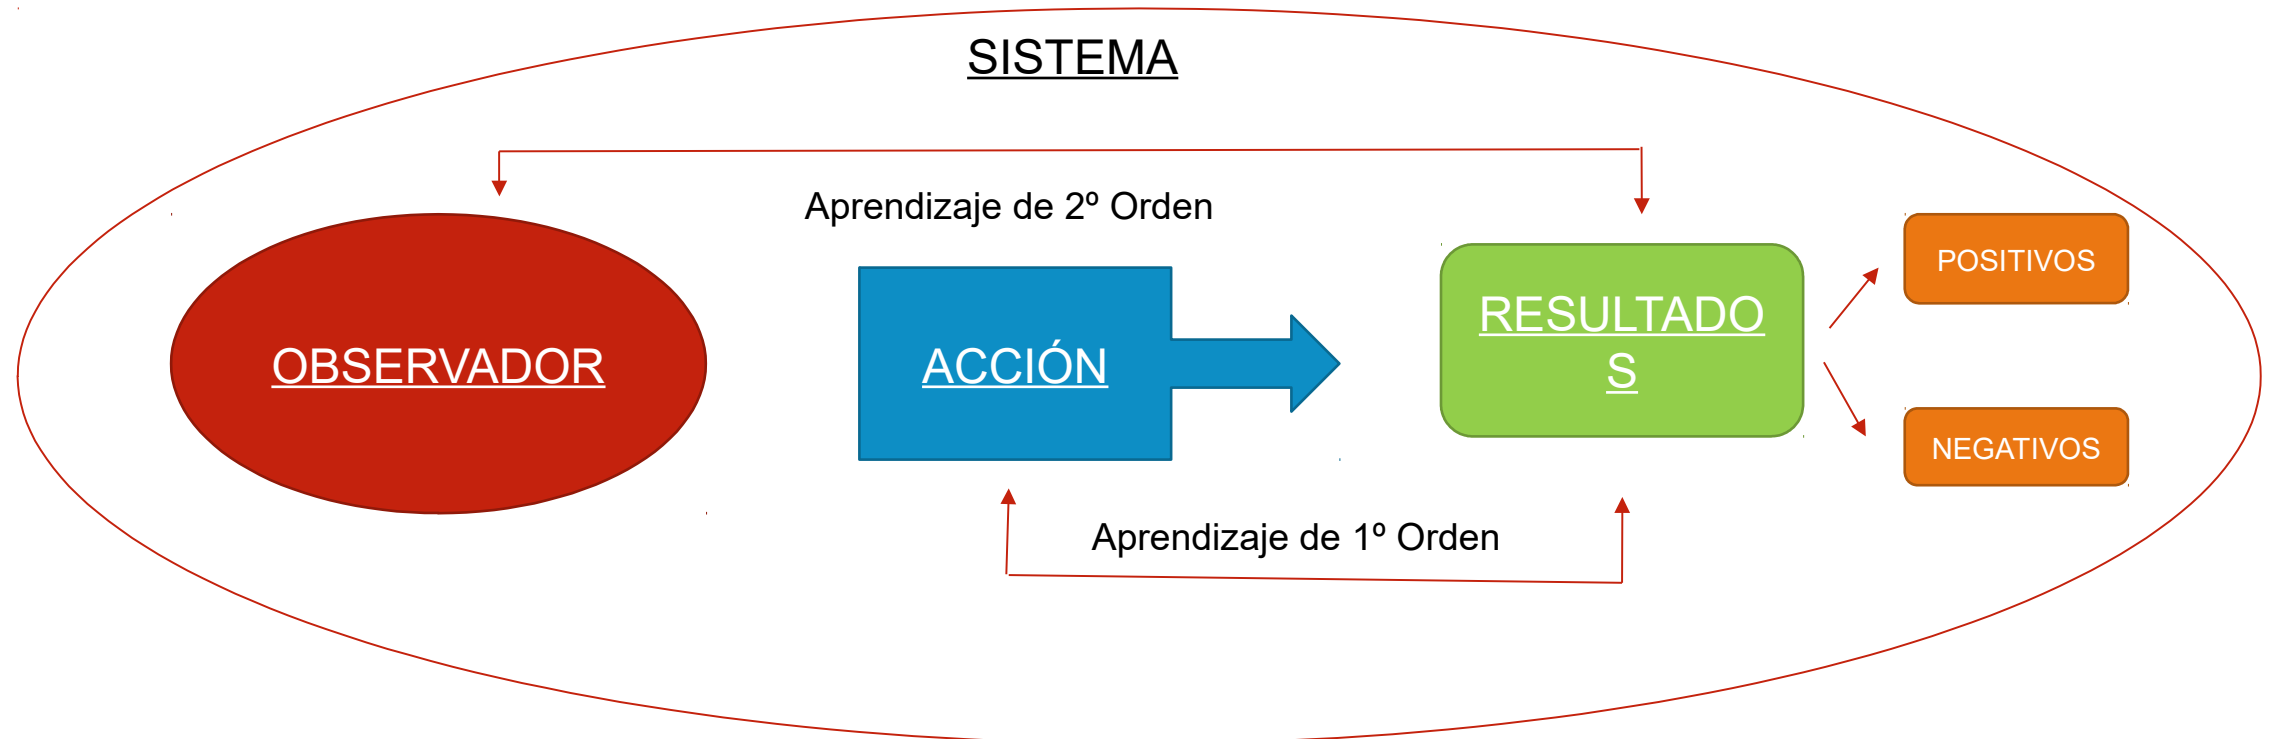 SISTEMA
Aprendizaje de 2º Orden
OBSERVADOR
ACCIÓN
RESULTADO
S
POSITIVOS
NEGATIVOS
Aprendizaje de 1º Orden